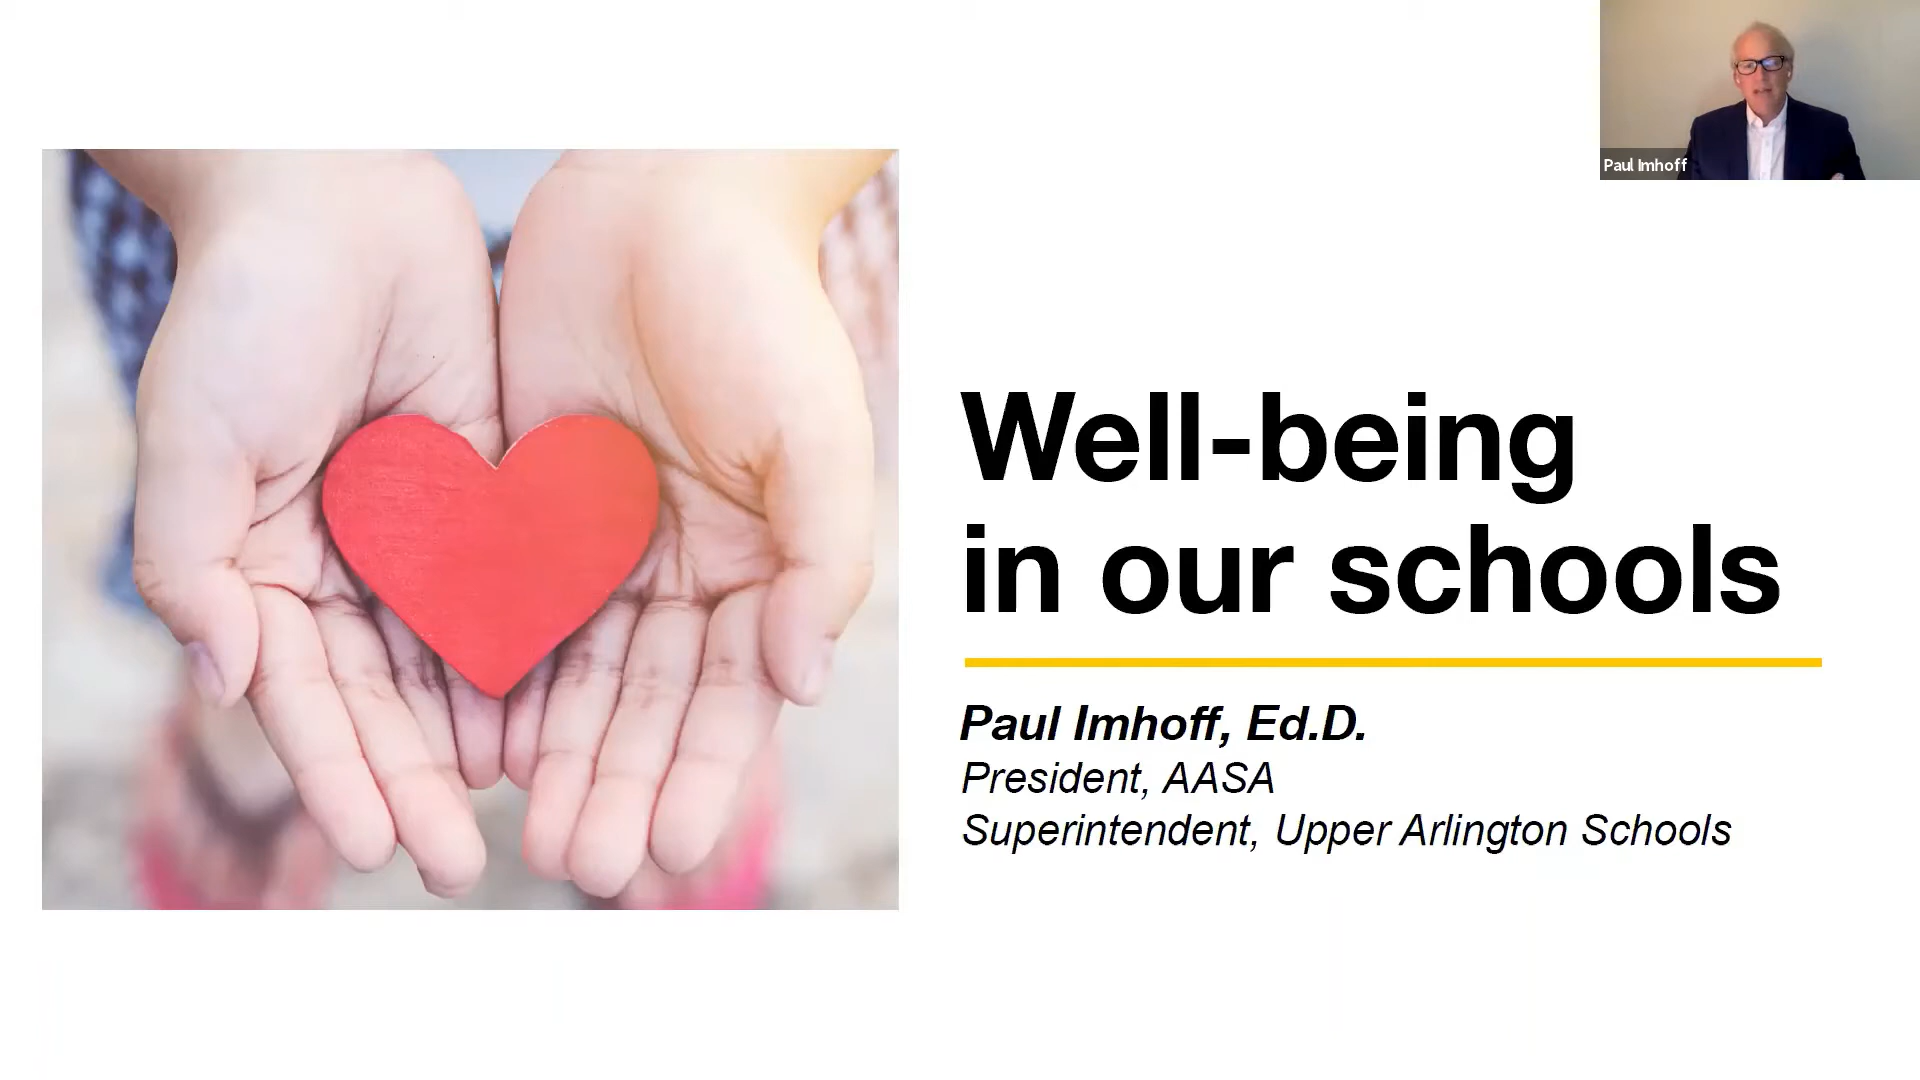 Paul Imhoff
Well-being
in our schools
Paul Imhoff, Ed.D.
President, AASA
Superintendent, Upper Arlington Schools